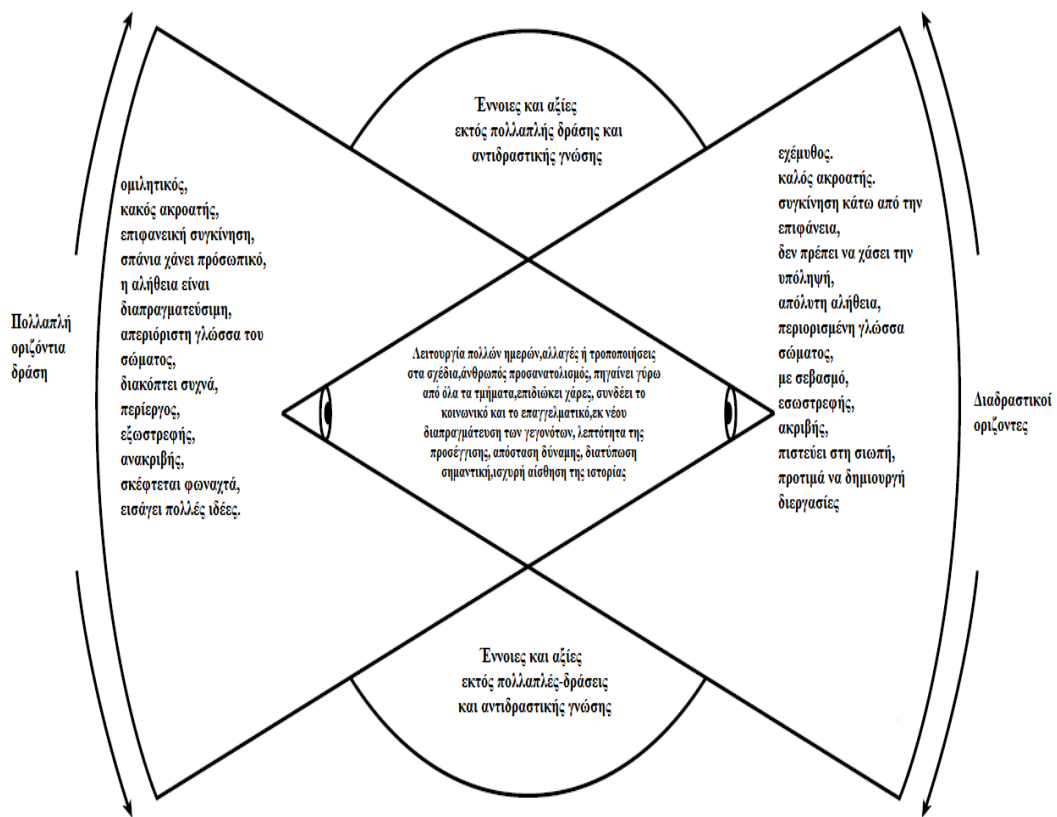 Έννοιες και αξίες
εκτός πολλαπλής δράσης και
αντιδραστικής γνώσης
Πολλαπλή
οριζόντια
δράση
ομιλητικός,
κακός ακροατής,
επιφανεική συγκίνηση,
σπάνια χάνει πρόσωπικό,
η αλήθεια είναι
διαπραγματεύσιμη,
απεριόριστη γλώσσα του
σώματος,
διακόπτει συχνά,
περίεργος,
εξωστρεφής,
ανακριβής,
σκέφτεται φωναχτά,
εισάγει πολλές ιδέες.
Λειτουργία πολλών ημερών,αλλαγές ή τροποποιήσεις
στα σχέδια,άνθρωπός προσανατολισμός, πηγαίνει γύρω
από όλα τα τμήματα,επιδιώκει χάρες, συνδέει το
κοινωνικό και το επαγγελματικό,εκ νέου
διαπραγμάτευση των γεγονότων, λεπτότητα της
προσέγγισης, απόσταση δύναμης, διατύπωση
σημαντική,ισχυρή αίσθηση της ιστορίας
εχέμυθος.
καλός ακροατής.
συγκίνηση κάτω από την
επιφάνεια,
δεν πρέπει να χάσει την
υπόληψή,
απόλυτη αλήθεια,
περιορισμένη γλώσσα
σώματος,
με σεβασμό,
εσωστρεφής,
ακριβής,
πιστεύει στη σιωπή,
προτιμά να δημιουργή
διεργασίες
Διαδραστικοί
οριζοντες
Έννοιες και αξίες
εκτός πολλαπλές-δράσεις
και αντιδραστικής γνώσης